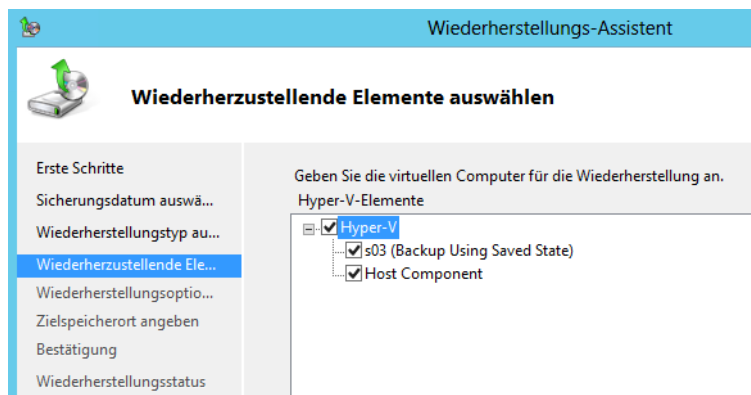 Wiederherstellungs-Assistent
Wiederherzustellende Elemente auswählen
Erste Schritte
Sicherungsdatum auswä...
Wiederherstellungstyp au...
Wiederherzustellende Ele...
Wiederherstellungsoptio...
Zielspeicherort angeben
Bestätigung
Wiederherstellungsstatus
Geben Sie die virtuellen Computer für die Wiederherstellung an.
Hyper-V-Elemente
Hyper-V
s03 (Backup Using Saved State)
Host Component